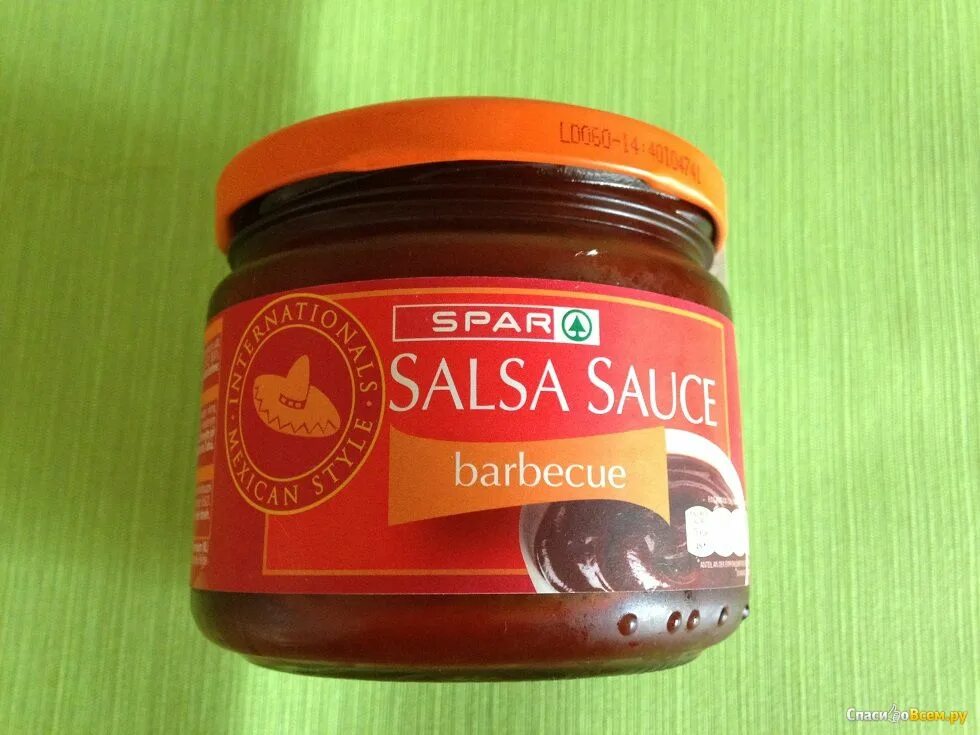 LD060-14:40104741
INTERNATIONALS
MEXICAN STYLE
SPAR
SALSA SAUCE
barbecue
СпасибоВсем.ру